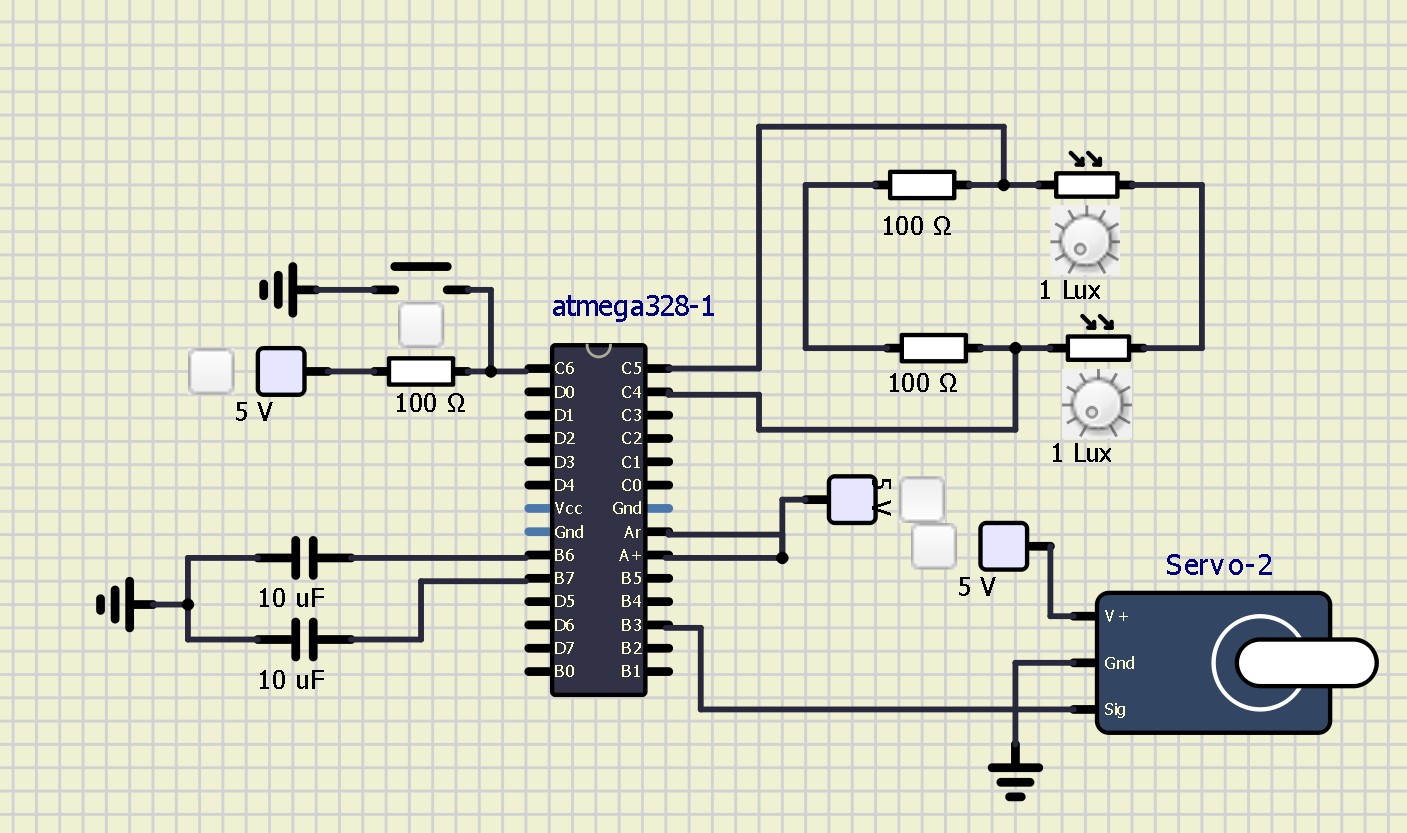 100 Ω
1 Lux
atmega328-1
100 Ω
1 Lux
5 V
100 Ω
C6
D0
D1
D2
D3
D4
Vcc
Gnd
B6
B7
D5
D6
D7
B0
C5
C4
C3
C2
C1
C0
Gnd
Ar
A+
B5
B4
B3
B2
B1
5 V
5 V
10 uF
10 uF
Servo-2
V+
Gnd
Sig